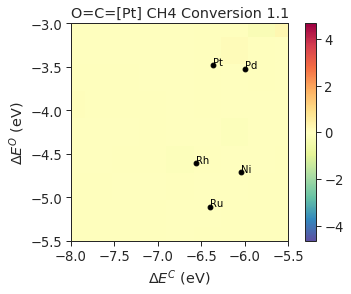 O=C=[Pt] CH4 Conversion 1.1
−3.0
−3.5
−4.0
−4.5
−5.0
−5.5
ΔE^O (eV)
Pt
Pd
Rh
Ni
Ru
−8.0 −7.5 −7.0 −6.5 −6.0 −5.5
ΔE^C (eV)
4
2
0
−2
−4